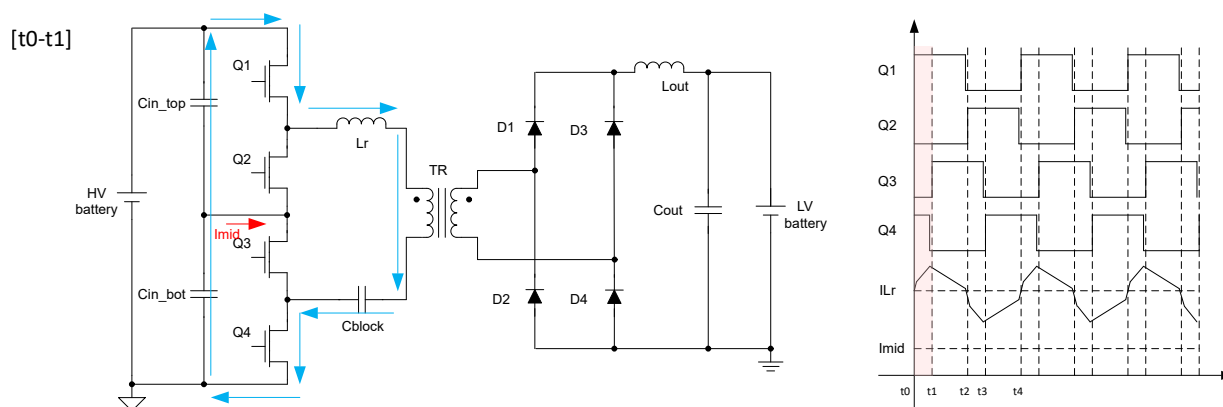 [t0-t1]
Q1
Cin_top
Lr
Q2
HV
battery
Imid
Q3
Cin_bot
Q4
Cblock
TR
D1
D3
D2
D4
Lout
Cout
LV
battery
Q1
Q2
Q3
Q4
ILr
Imid
t0 t1 t2 t3 t4